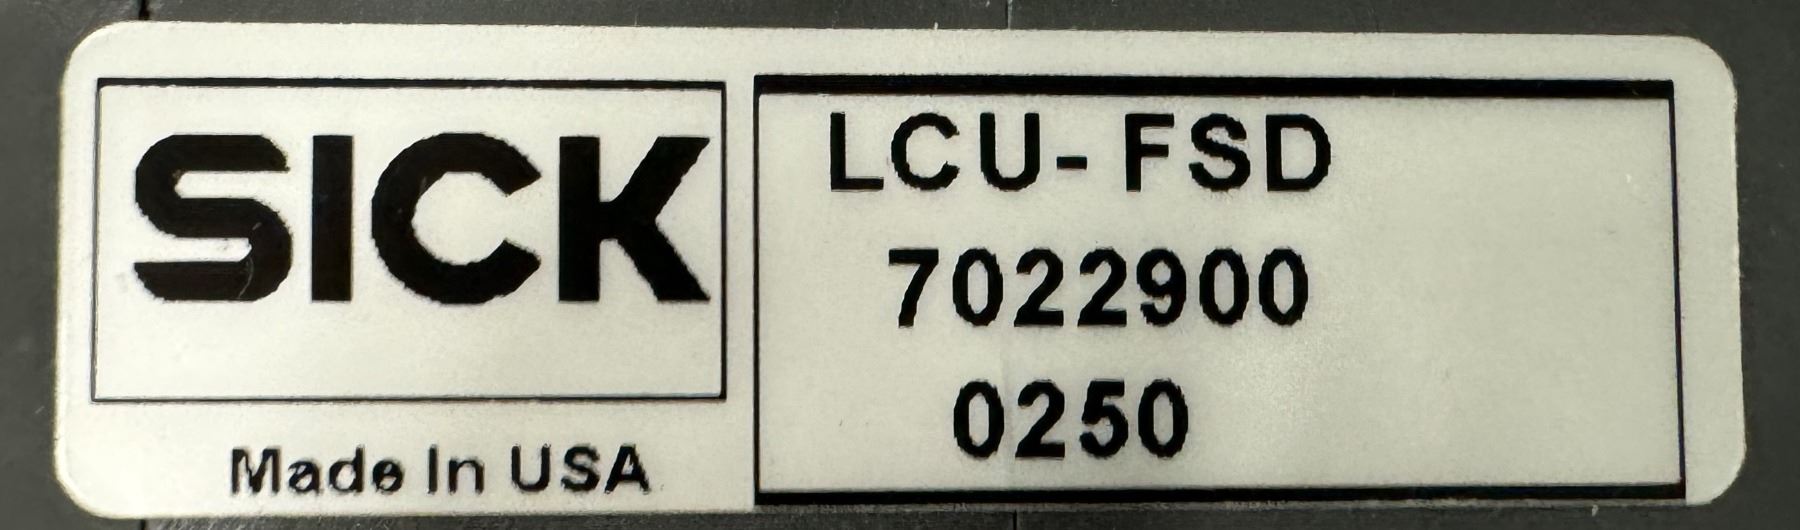 SICK
Made In USA
LCU- FSD
7022900
0250